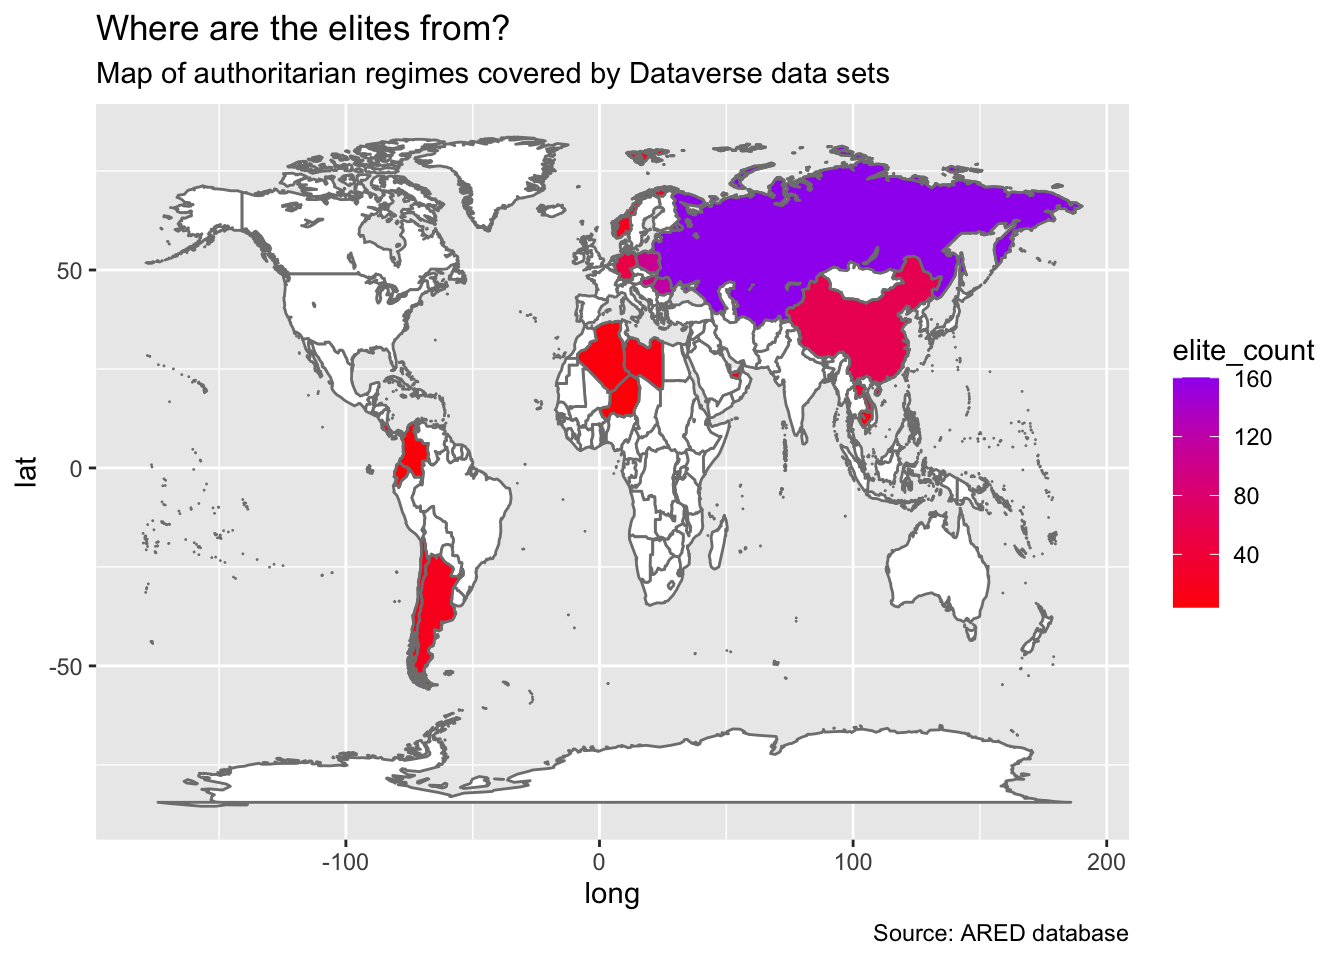 Where are the elites from?
Map of authoritarian regimes covered by Dataverse data sets
50
0
-50
lat
-100
0
100
200
long
elite_count
160
120
80
40
Source: ARED database